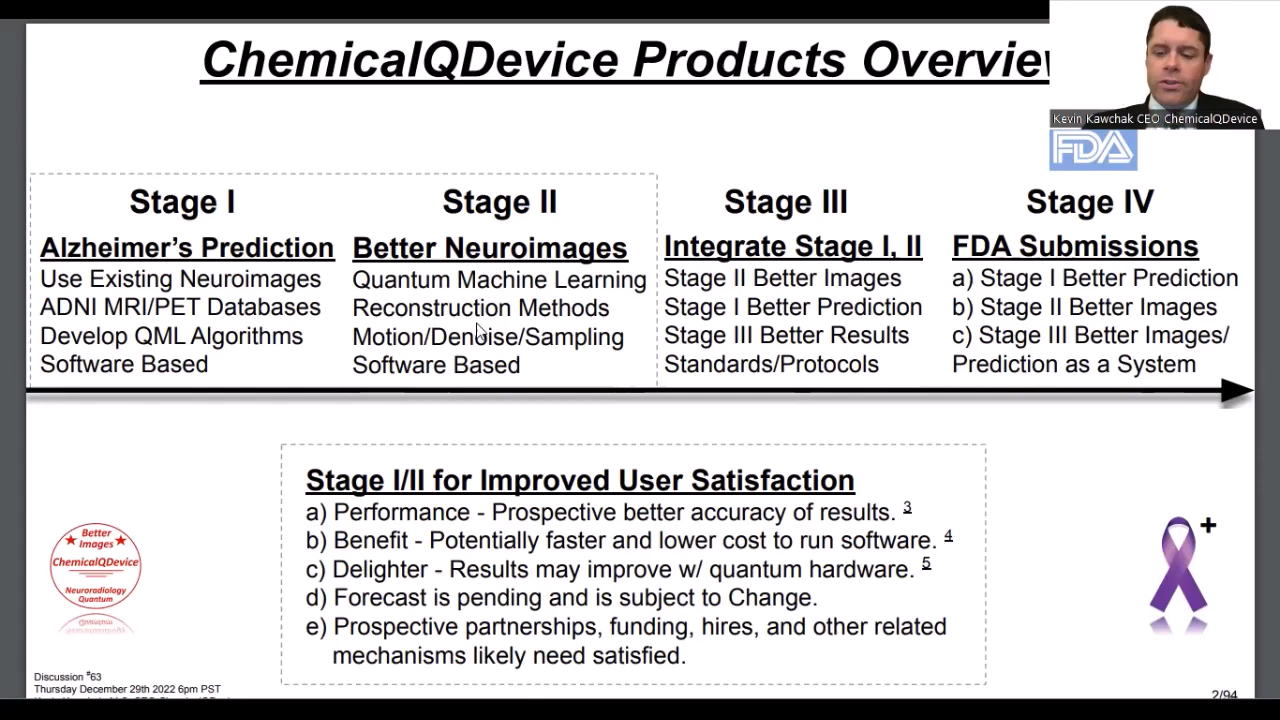 ChemicalQDevice Products Overvie
Kevin Kawchak CEO ChemicalQDevice
FDA
Stage I
Alzheimer's Prediction
Use Existing Neuroimages
ADNI MRI/PET Databases
Develop QML Algorithms
Software Based
Stage II
Better Neuroimages
Quantum Machine Learning
Reconstruction Methods
Motion/Denoise/Sampling
Software Based
Stage III
Integrate Stage I, II
Stage II Better Images
Stage I Better Prediction
Stage III Better Results
Standards/Protocols
Stage IV
FDA Submissions
a) Stage I Better Prediction
b) Stage II Better Images
c) Stage III Better Images/
Prediction as a System
Stage I/II for Improved User Satisfaction
a) Performance - Prospective better accuracy of results. 3
b) Benefit - Potentially faster and lower cost to run software. 4
c) Delighter - Results may improve w/ quantum hardware. 5
d) Forecast is pending and is subject to Change.
e) Prospective partnerships, funding, hires, and other related
mechanisms likely need satisfied.
Better
Images
ChemicalQDevice
Neuroradiology
Quantum
+
Discussion #63
Thursday December 29th 2022 6pm PST
2/94